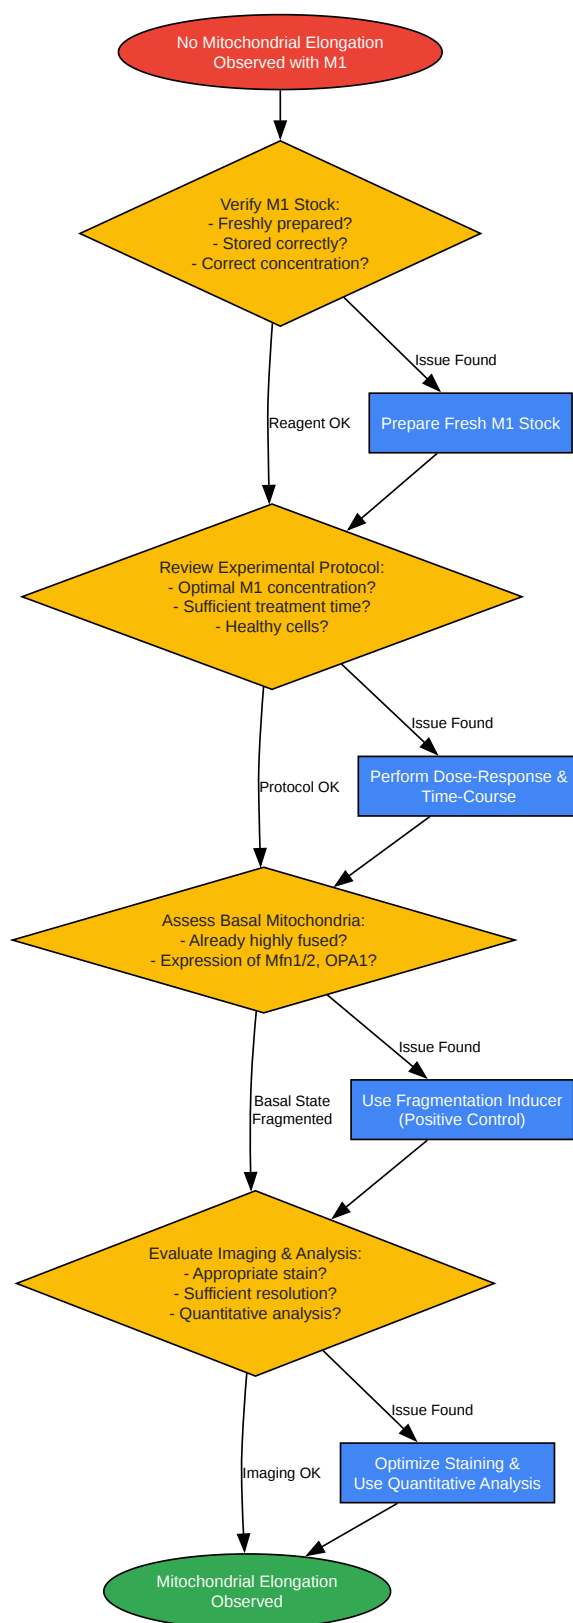 No Mitochondrial Elongation
Observed with M1
Verify M1 Stock:
- Freshly prepared?
- Stored correctly?
- Correct concentration?
Issue Found
Reagent OK
Prepare Fresh M1 Stock
Review Experimental Protocol:
- Optimal M1 concentration?
- Sufficient treatment time?
- Healthy cells?
Issue Found
Protocol OK
Perform Dose-Response &
Time-Course
Assess Basal Mitochondria:
- Already highly fused?
- Expression of Mfn1/2, OPA1?
Issue Found
Basal State
Fragmented
Use Fragmentation Inducer
(Positive Control)
Evaluate Imaging & Analysis:
- Appropriate stain?
- Sufficient resolution?
- Quantitative analysis?
Issue Found
Imaging OK
Optimize Staining &
Use Quantitative Analysis
Mitochondrial Elongation
Observed